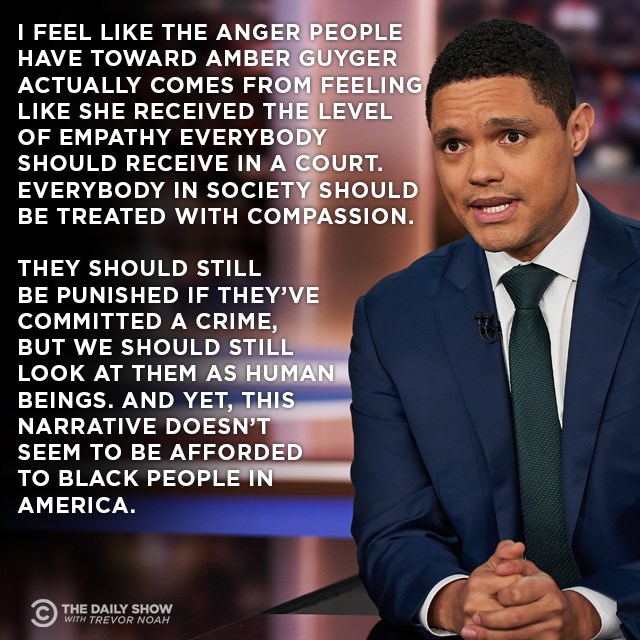 I FEEL LIKE THE ANGER PEOPLE
HAVE TOWARD AMBER GUYGER
ACTUALLY COMES FROM FEELING
LIKE SHE RECEIVED THE LEVEL
OF EMPATHY EVERYBODY
SHOULD RECEIVE IN A COURT.
EVERYBODY IN SOCIETY SHOULD
BE TREATED WITH COMPASSION.
THEY SHOULD STILL
BE PUNISHED IF THEY'VE
COMMITTED A CRIME,
BUT WE SHOULD STILL
LOOK AT THEM AS HUMAN
BEINGS. AND YET, THIS
NARRATIVE DOESN'T
SEEM TO BE AFFORDED
TO BLACK PEOPLE IN
AMERICA.
THE DAILY SHOW
WITH TREVOR NOAH